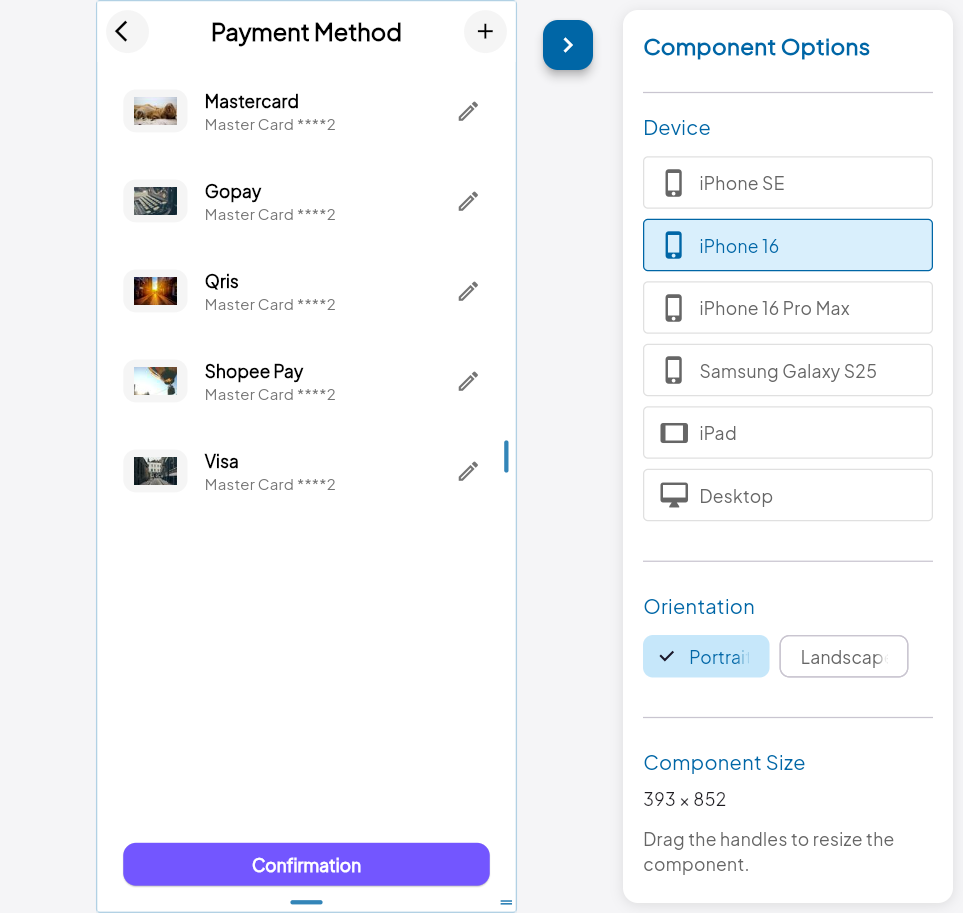 Payment Method
Mastercard
Master Card ****2
Gopay
Master Card ****2
Qris
Master Card ****2
Shopee Pay
Master Card ****2
Visa
Master Card ****2
Confirmation
Component Options
Device
iPhone SE
iPhone 16
iPhone 16 Pro Max
Samsung Galaxy S25
iPad
Desktop
Orientation
Portrait
Landscape
Component Size
393 × 852
Drag the handles to resize the
component.